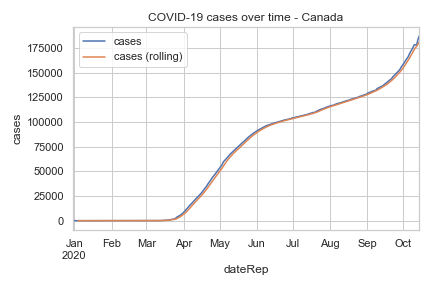 COVID-19 cases over time - Canada
cases
cases (rolling)
175000
150000
125000
100000
75000
50000
25000
0
cases
Jan Feb Mar Apr May Jun Jul Aug Sep Oct
2020
dateRep